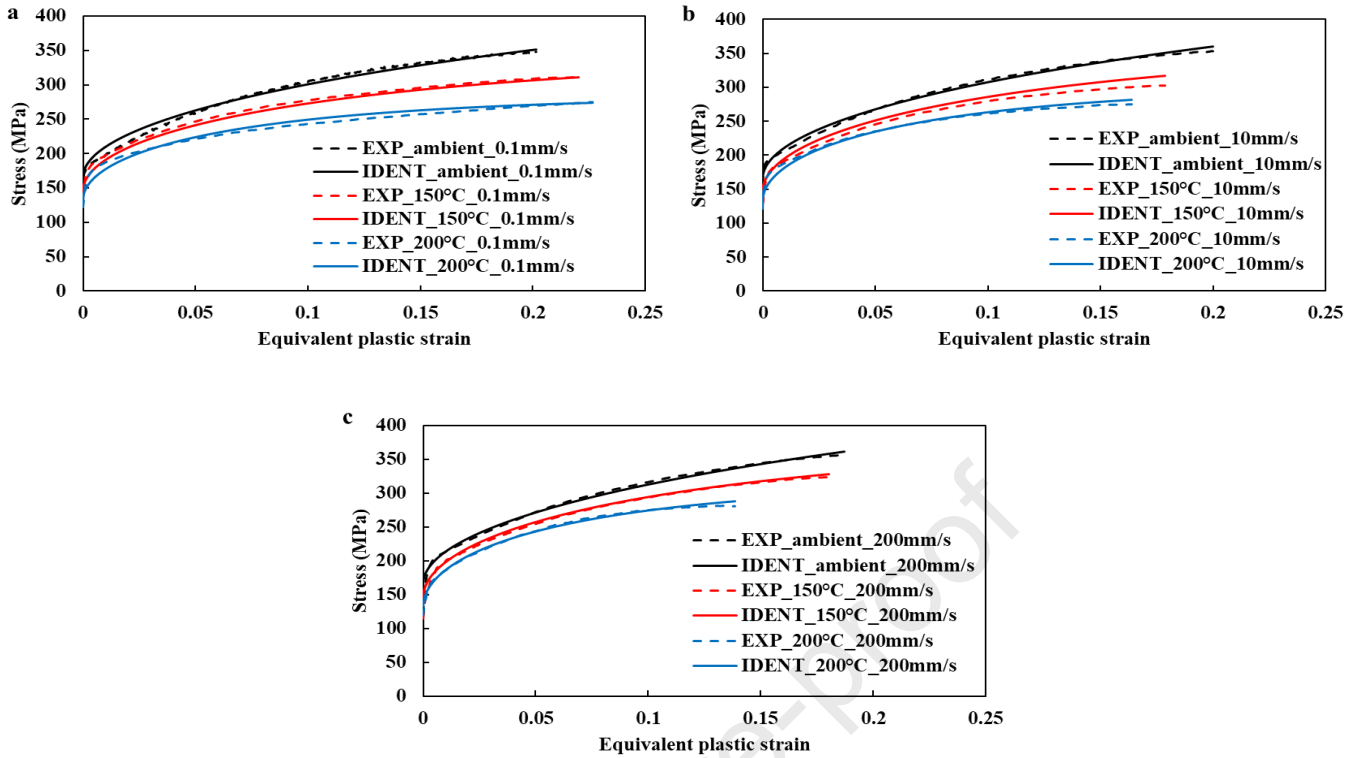 a
400
350
300
250
200
150
100
50
0
Stress (MPa)
EXP_ambient_0.1mm/s
IDENT_ambient_0.1mm/s
EXP_150°C_0.1mm/s
IDENT_150°C_0.1mm/s
EXP_200°C_0.1mm/s
IDENT_200°C_0.1mm/s
0 0.05 0.1 0.15 0.2 0.25
Equivalent plastic strain
b
400
350
300
250
200
150
100
50
0
Stress (MPa)
EXP_ambient_10mm/s
IDENT_ambient_10mm/s
EXP_150°C_10mm/s
IDENT_150°C_10mm/s
EXP_200°C_10mm/s
IDENT_200°C_10mm/s
0 0.05 0.1 0.15 0.2 0.25
Equivalent plastic strain
c
400
350
300
250
200
150
100
50
0
Stress (MPa)
EXP_ambient_200mm/s
IDENT_ambient_200mm/s
EXP_150°C_200mm/s
IDENT_150°C_200mm/s
EXP_200°C_200mm/s
IDENT_200°C_200mm/s
0 0.05 0.1 0.15 0.2 0.25
Equivalent plastic strain
e-proof